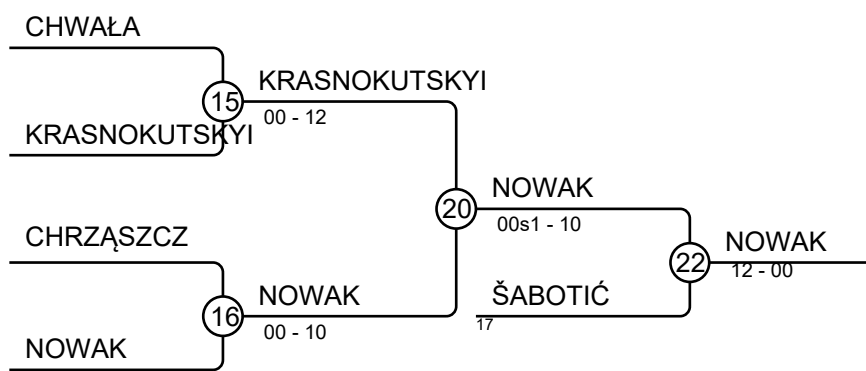 CHWAŁA
15
KRASNOKUTSKYI
00 - 12
KRASNOKUTSKYI
20
NOWAK
00s1 - 10
CHRZĄSZCZ
22
NOWAK
12 - 00
16
NOWAK
00 - 10
ŠABOTIĆ
17
NOWAK